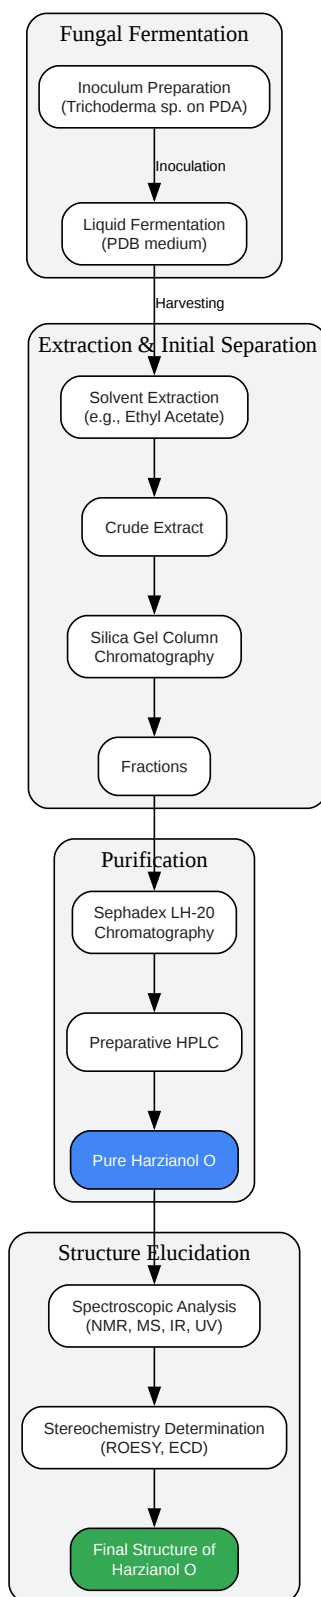 Fungal Fermentation
Inoculum Preparation
(Trichoderma sp. on PDA)
Inoculation
Liquid Fermentation
(PDB medium)
Harvesting
Extraction & Initial Separation
Solvent Extraction
(e.g., Ethyl Acetate)
Crude Extract
Silica Gel Column
Chromatography
Fractions
Purification
Sephadex LH-20
Chromatography
Preparative HPLC
Pure Harzianol O
Structure Elucidation
Spectroscopic Analysis
(NMR, MS, IR, UV)
Stereochemistry Determination
(ROESY, ECD)
Final Structure of
Harzianol O